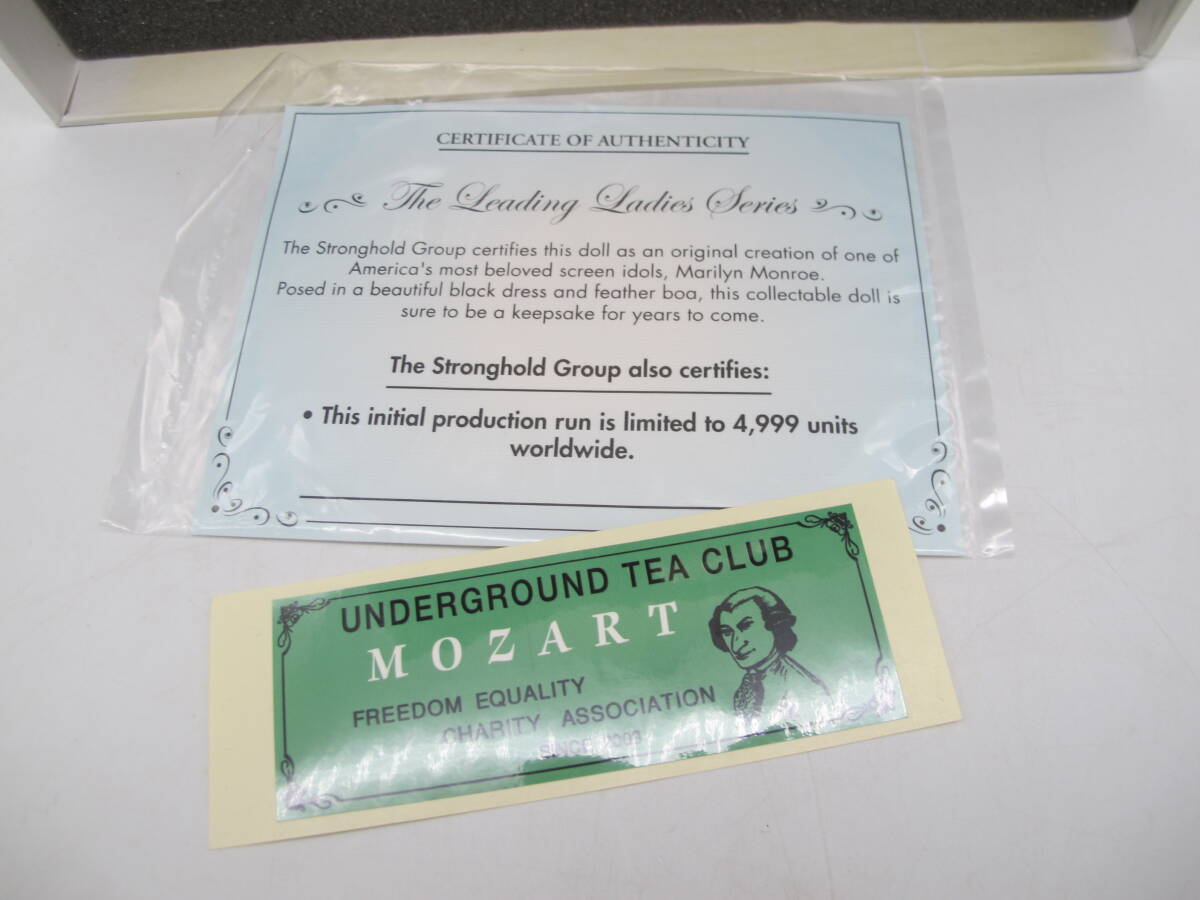 CERTIFICATE OF AUTHENTICITY
The Leading Ladies Series
The Stronghold Group certifies this doll as an original creation of one of
America's most beloved screen idols, Marilyn Monroe.
Posed in a beautiful black dress and feather boa, this collectable doll is
sure to be a keepsake for years to come.
The Stronghold Group also certifies:
• This initial production run is limited to 4,999 units
worldwide.
UNDERGROUND TEA CLUB
MOZART
FREEDOM EQUALITY
CHARITY ASSOCIATION
SINCE 2003